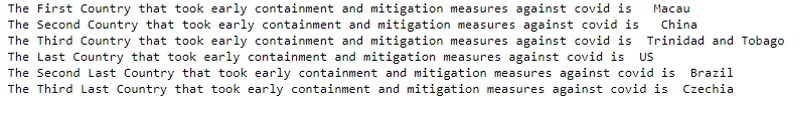 The First Country that took early containment and mitigation measures against covid is   Macau
The Second Country that took early containment and mitigation measures against covid is   China
The Third Country that took early containment and mitigation measures against covid is  Trinidad and Tobago
The Last Country that took early containment and mitigation measures against covid is  US
The Second Last Country that took early containment and mitigation measures against covid is  Brazil
The Third Last Country that took early containment and mitigation measures against covid is  Czechia